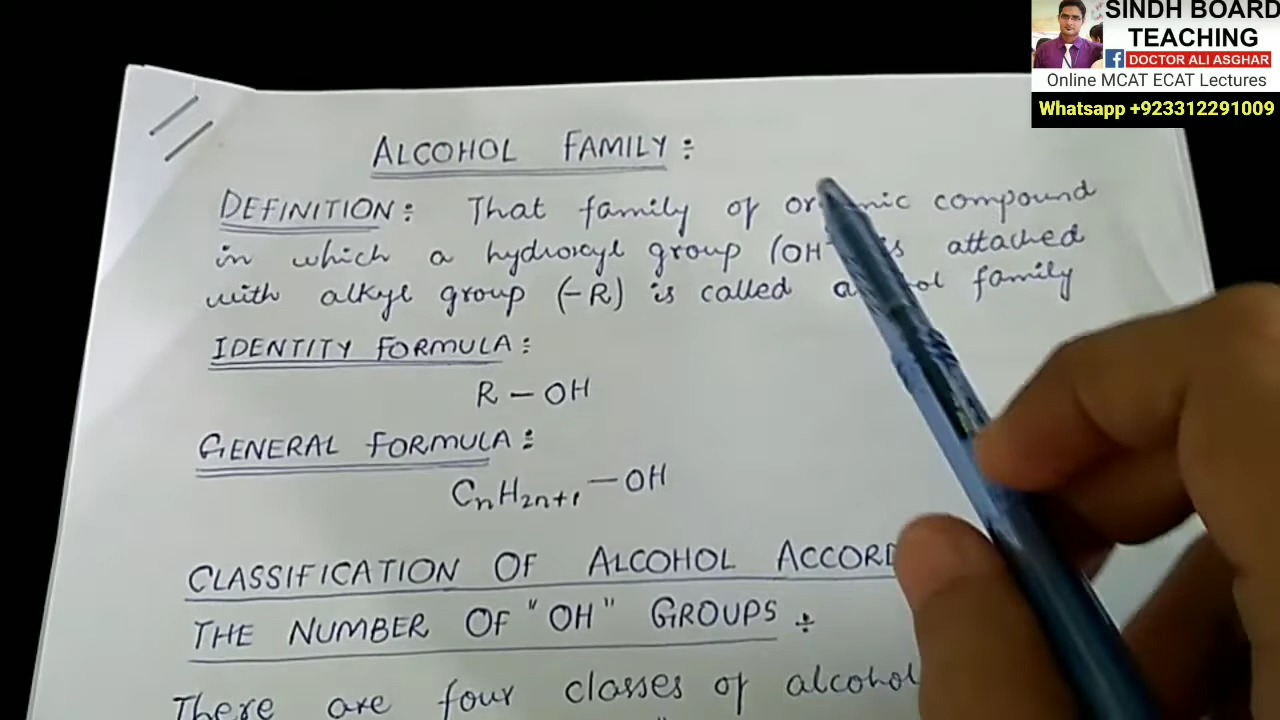 SINDH BOARD
TEACHING
f DOCTOR ALI ASGHAR
Online MCAT ECAT Lectures
Whatsapp +923312291009
ALCOHOL FAMILY :
DEFINITION : That family of compound
in which a hydroxyl group (OH is attached
with alkyl group (-R) is called family
IDENTITY FORMULA :
R - OH
GENERAL FORMULA :
CnH2n+1 - OH
CLASSIFICATION OF ALCOHOL ACCORD
THE NUMBER OF "OH" GROUPS :
There are four classes of alcohol